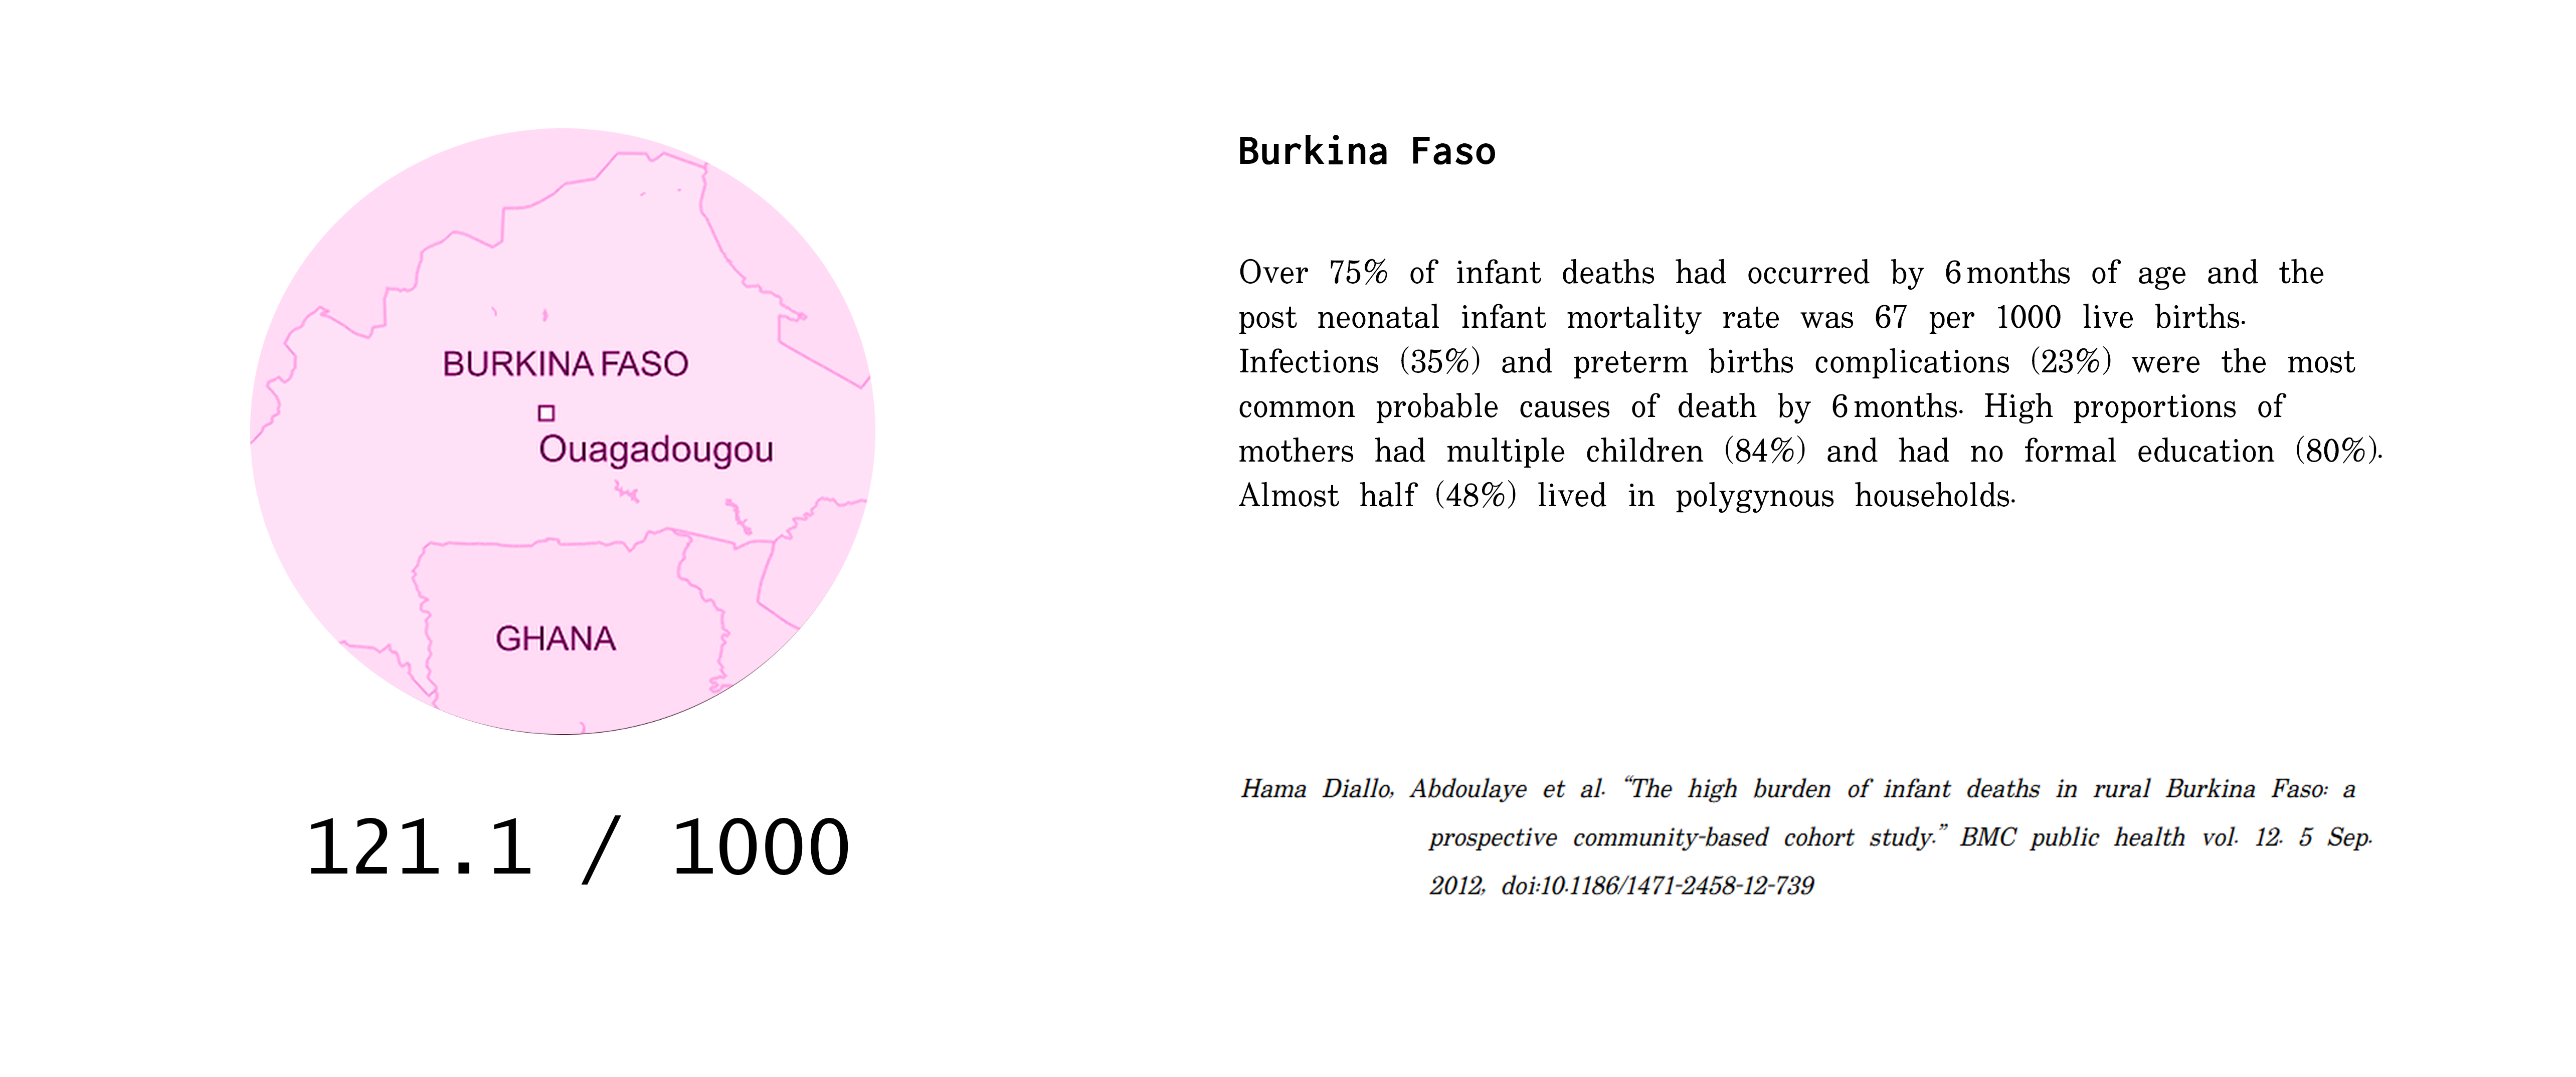 BURKINA FASO
Ouagadougou
GHANA
121.1 / 1000
Burkina Faso
Over 75% of infant deaths had occurred by 6 months of age and the
post neonatal infant mortality rate was 67 per 1000 live births.
Infections (35%) and preterm births complications (23%) were the most
common probable causes of death by 6 months. High proportions of
mothers had multiple children (84%) and had no formal education (80%).
Almost half (48%) lived in polygynous households.
Hama Diallo, Abdoulaye et al. “The high burden of infant deaths in rural Burkina Faso: a
prospective community-based cohort study.” BMC public health vol. 12. 5 Sep.
2012, doi:10.1186/1471-2458-12-739